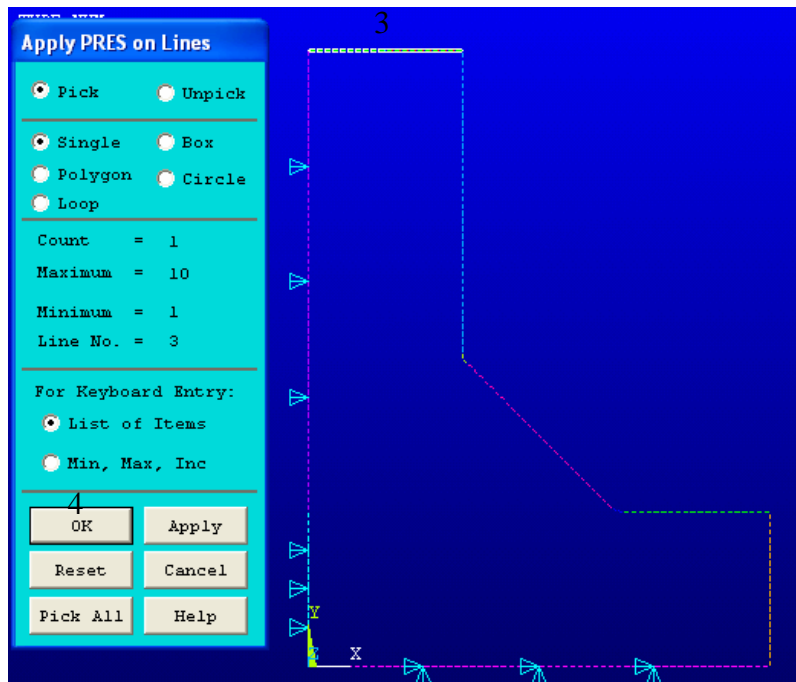 TYPE NUM
3
Apply PRES on Lines
Pick Unpick
Single Box
Polygon Circle
Loop
Count = 1
Maximum = 10
Minimum = 1
Line No. = 3
For Keyboard Entry:
List of Items
Min, Max, Inc
4
OK Apply
Reset Cancel
Pick All Help
Y
Z X